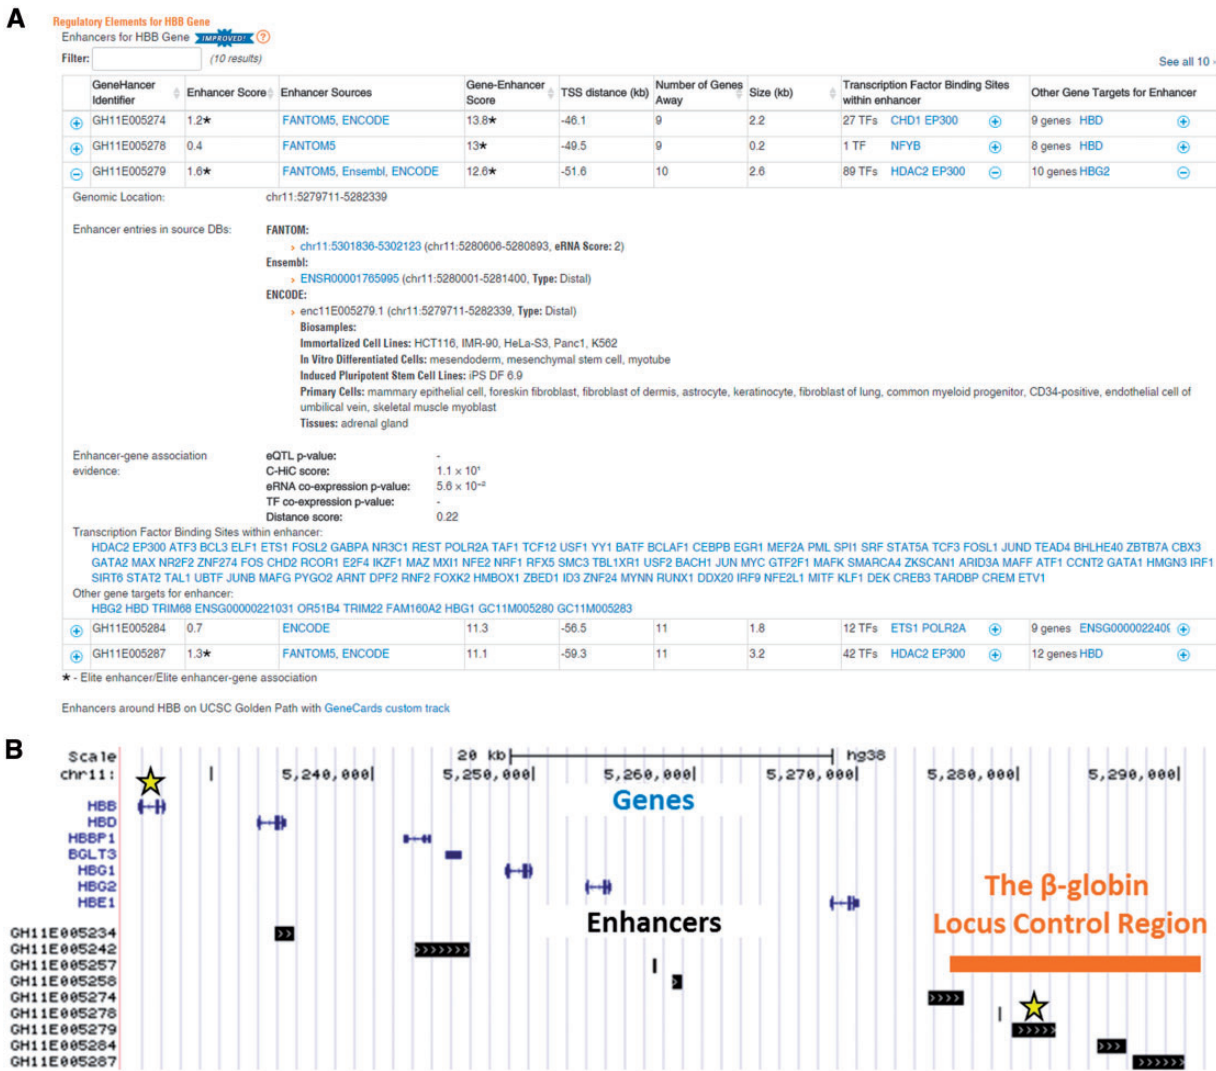 A
Regulatory Elements for HBB Gene
Enhancers for HBB Gene IMPROVED! ?
Filter: (10 results)
See all 10
GeneHancer Identifier Enhancer Score Enhancer Sources Gene-Enhancer Score TSS distance (kb) Number of Genes Away Size (kb) Transcription Factor Binding Sites within enhancer Other Gene Targets for Enhancer
GH11E005274 1.2★ FANTOM5, ENCODE 13.8★ -46.1 9 2.2 27 TFs CHD1 EP300 9 genes HBD
GH11E005278 0.4 FANTOM5 13★ -49.5 9 0.2 1 TF NFYB 8 genes HBD
GH11E005279 1.6★ FANTOM5, Ensembl, ENCODE 12.6★ -51.6 10 2.6 89 TFs HDAC2 EP300 10 genes HBG2
Genomic Location: chr11:5279711-5282339
Enhancer entries in source DBs: FANTOM:
› chr11:5301836-5302123 (chr11:5280606-5280893, eRNA Score: 2)
Ensembl:
› ENSR00001765995 (chr11:5280001-5281400, Type: Distal)
ENCODE:
› enc11E005279.1 (chr11:5279711-5282339, Type: Distal)
Biosamples:
Immortalized Cell Lines: HCT116, IMR-90, HeLa-S3, Panc1, K562
In Vitro Differentiated Cells: mesendoderm, mesenchymal stem cell, myotube
Induced Pluripotent Stem Cell Lines: iPS DF 6.9
Primary Cells: mammary epithelial cell, foreskin fibroblast, fibroblast of dermis, astrocyte, keratinocyte, fibroblast of lung, common myeloid progenitor, CD34-positive, endothelial cell of
umbilical vein, skeletal muscle myoblast
Tissues: adrenal gland
Enhancer-gene association evidence: eQTL p-value: -
C-HiC score: 1.1 × 10¹
eRNA co-expression p-value: 5.6 × 10⁻²
TF co-expression p-value: -
Distance score: 0.22
Transcription Factor Binding Sites within enhancer:
HDAC2 EP300 ATF3 BCL3 ELF1 ETS1 FOSL2 GABPA NR3C1 REST POLR2A TAF1 TCF12 USF1 YY1 BATF BCLAF1 CEBPB EGR1 MEF2A PML SPI1 SRF STAT5A TCF3 FOSL1 JUND TEAD4 BHLHE40 ZBTB7A CBX3
GATA2 MAX NR2F2 ZNF274 FOS CHD2 RCOR1 E2F4 IKZF1 MAZ MXI1 NFE2 NRF1 RFX5 SMC3 TBL1XR1 USF2 BACH1 JUN MYC GTF2F1 MAFK SMARCA4 ZKSCAN1 ARID3A MAFF ATF1 CCNT2 GATA1 HMGN3 IRF1
SIRT6 STAT2 TAL1 UBTF JUNB MAFG PYGO2 ARNT DPF2 RNF2 FOXK2 HMBOX1 ZBED1 ID3 ZNF24 MYNN RUNX1 DDX20 IRF9 NFE2L1 MITF KLF1 DEK CREB3 TARDBP CREM ETV1
Other gene targets for enhancer:
HBG2 HBD TRIM68 ENSG00000221031 OR51B4 TRIM22 FAM160A2 HBG1 GC11M005280 GC11M005283
GH11E005284 0.7 ENCODE 11.3 -56.5 11 1.8 12 TFs ETS1 POLR2A 9 genes
GH11E005287 1.3★ FANTOM5, ENCODE 11.1 -59.3 11 3.2 42 TFs HDAC2 EP300 12 genes HBD
★ - Elite enhancer/Elite enhancer-gene association
Enhancers around HBB on UCSC Golden Path with GeneCards custom track
B
Scale 20 kb hg38
chr11: 5,240,000 5,250,000 5,260,000 5,270,000 5,280,000 5,290,000
HBB
Genes
HBD
HBBP1
BGLT3
HBG1
HBG2
HBE1
The β-globin
Locus Control Region
Enhancers
GH11E005234
GH11E005242
GH11E005257
GH11E005258
GH11E005274
GH11E005278
GH11E005279
GH11E005284
GH11E005287